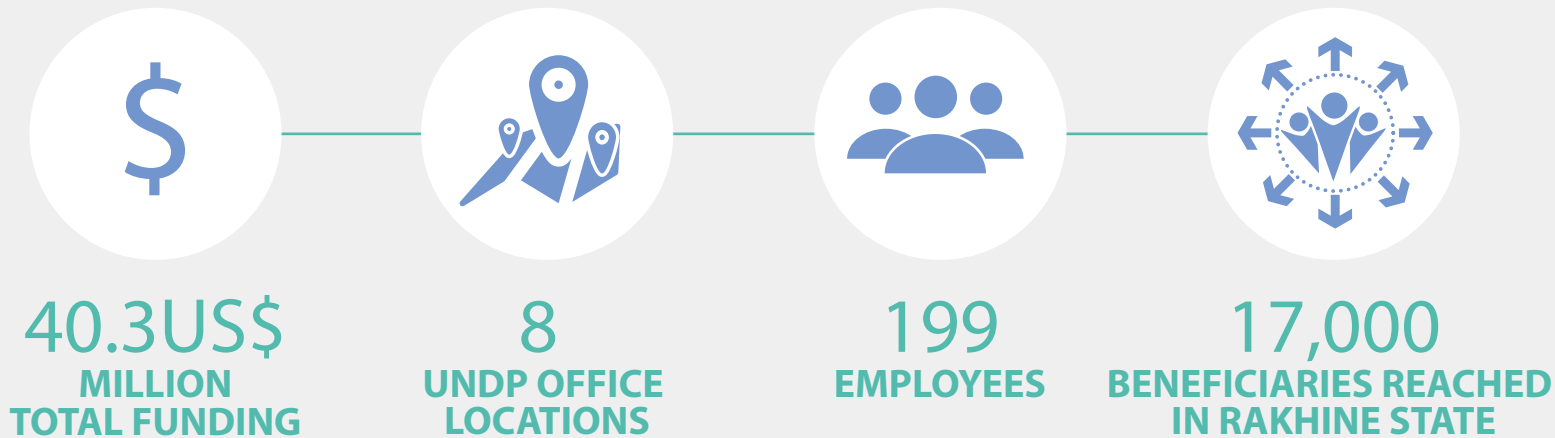 40.3US$
MILLION
TOTAL FUNDING
8
UNDP OFFICE
LOCATIONS
199
EMPLOYEES
17,000
BENEFICIARIES REACHED
IN RAKHINE STATE